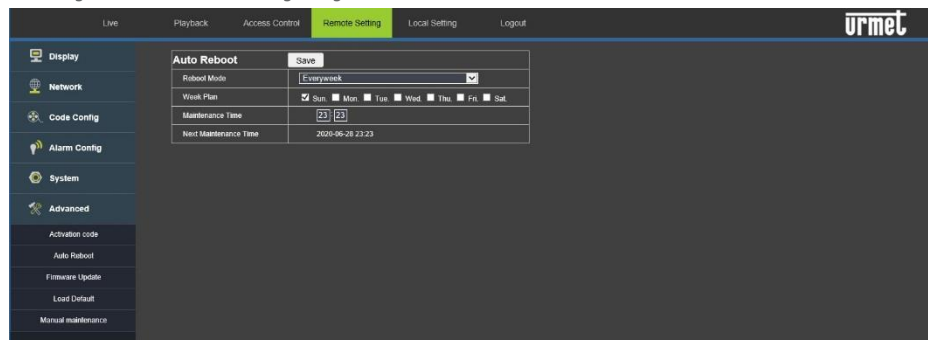 Live Playback Access Control Remote Setting Local Setting Logout urmet
Display
Network
Code Config
Alarm Config
System
Advanced
Activation code
Auto Reboot
Firmware Update
Load Default
Manual maintenance
Auto Reboot Save
Reboot Mode Everyweek
Week Plan Sun. Mon. Tue. Wed. Thu. Fri. Sat.
Maintenance Time 23 : 23
Next Maintenance Time 2020-06-28 23:23